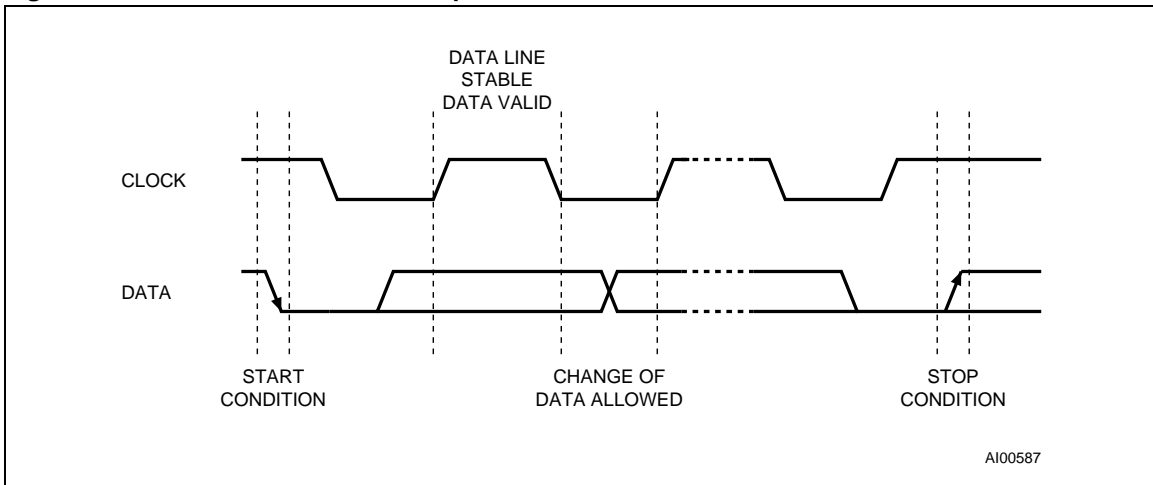 DATA LINE
STABLE
DATA VALID
CLOCK
DATA
START
CONDITION
CHANGE OF
DATA ALLOWED
STOP
CONDITION
AI00587